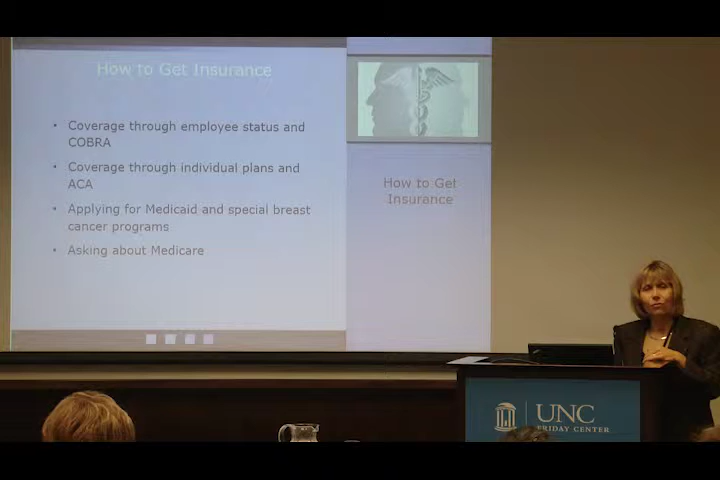 How to Get Insurance
• Coverage through employee status and
COBRA
• Coverage through individual plans and
ACA
• Applying for Medicaid and special breast
cancer programs
• Asking about Medicare
How to Get
Insurance
UNC
FRIDAY CENTER